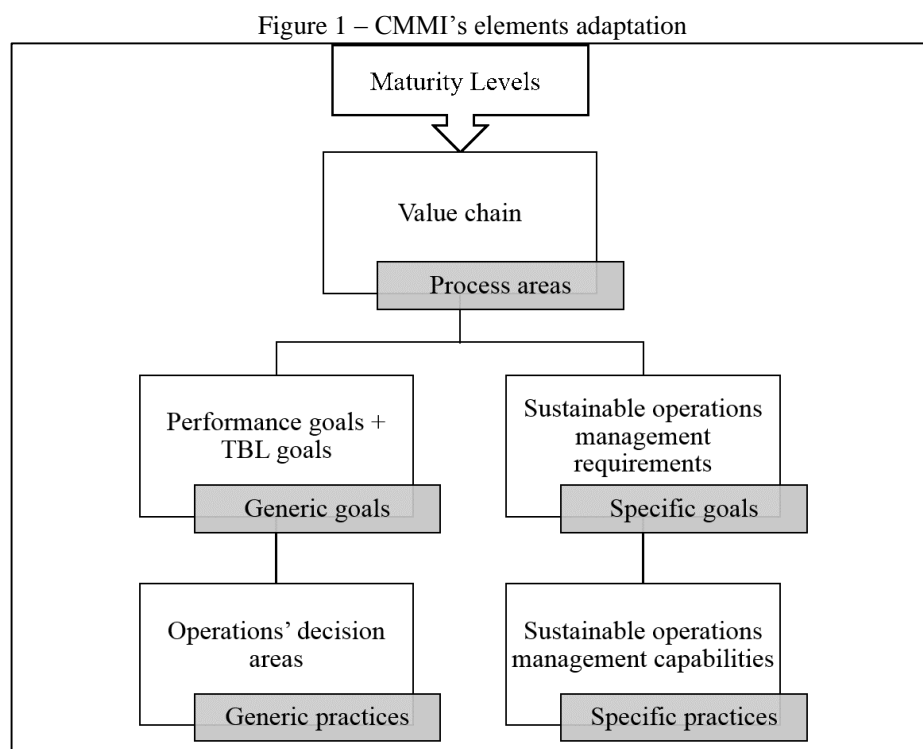 Figure 1 – CMMI’s elements adaptation
Maturity Levels
Value chain
Process areas
Performance goals +
TBL goals
Generic goals
Sustainable operations
management
requirements
Specific goals
Operations’ decision
areas
Generic practices
Sustainable operations
management capabilities
Specific practices